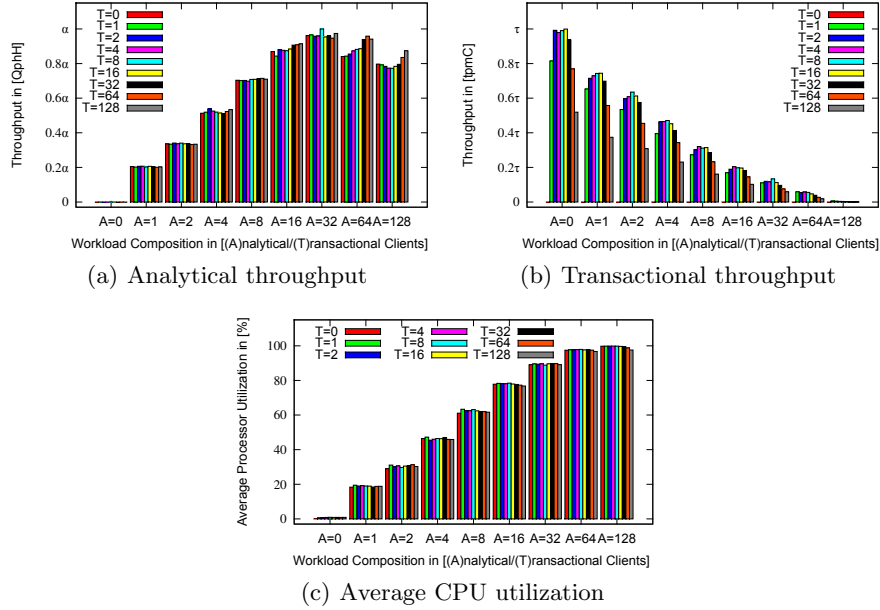 α
0.8α
0.6α
0.4α
0.2α
0
Throughput in [QphH]
T=0
T=1
T=2
T=4
T=8
T=16
T=32
T=64
T=128
A=0 A=1 A=2 A=4 A=8 A=16 A=32 A=64 A=128
Workload Composition in [(A)nalytical/(T)ransactional Clients]
(a) Analytical throughput
τ
0.8τ
0.6τ
0.4τ
0.2τ
0
Throughput in [tpmC]
T=0
T=1
T=2
T=4
T=8
T=16
T=32
T=64
T=128
A=0 A=1 A=2 A=4 A=8 A=16 A=32 A=64 A=128
Workload Composition in [(A)nalytical/(T)ransactional Clients]
(b) Transactional throughput
100
80
60
40
20
0
Average Processor Utilization in [%]
T=0 T=4 T=32
T=1 T=8 T=64
T=2 T=16 T=128
A=0 A=1 A=2 A=4 A=8 A=16 A=32 A=64 A=128
Workload Composition in [(A)nalytical/(T)ransactional Clients]
(c) Average CPU utilization